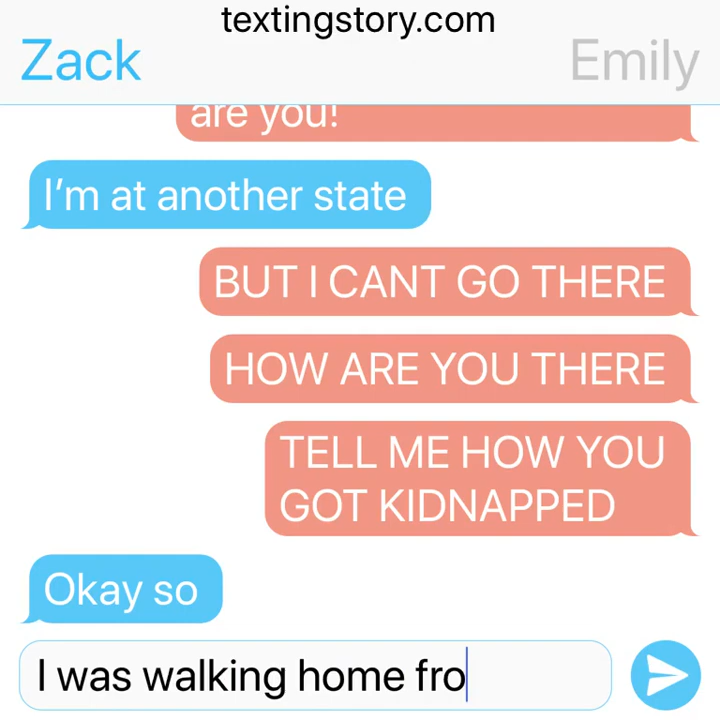 textingstory.com
Zack
Emily
are you!
I’m at another state
BUT I CANT GO THERE
HOW ARE YOU THERE
TELL ME HOW YOU
GOT KIDNAPPED
Okay so
I was walking home fro